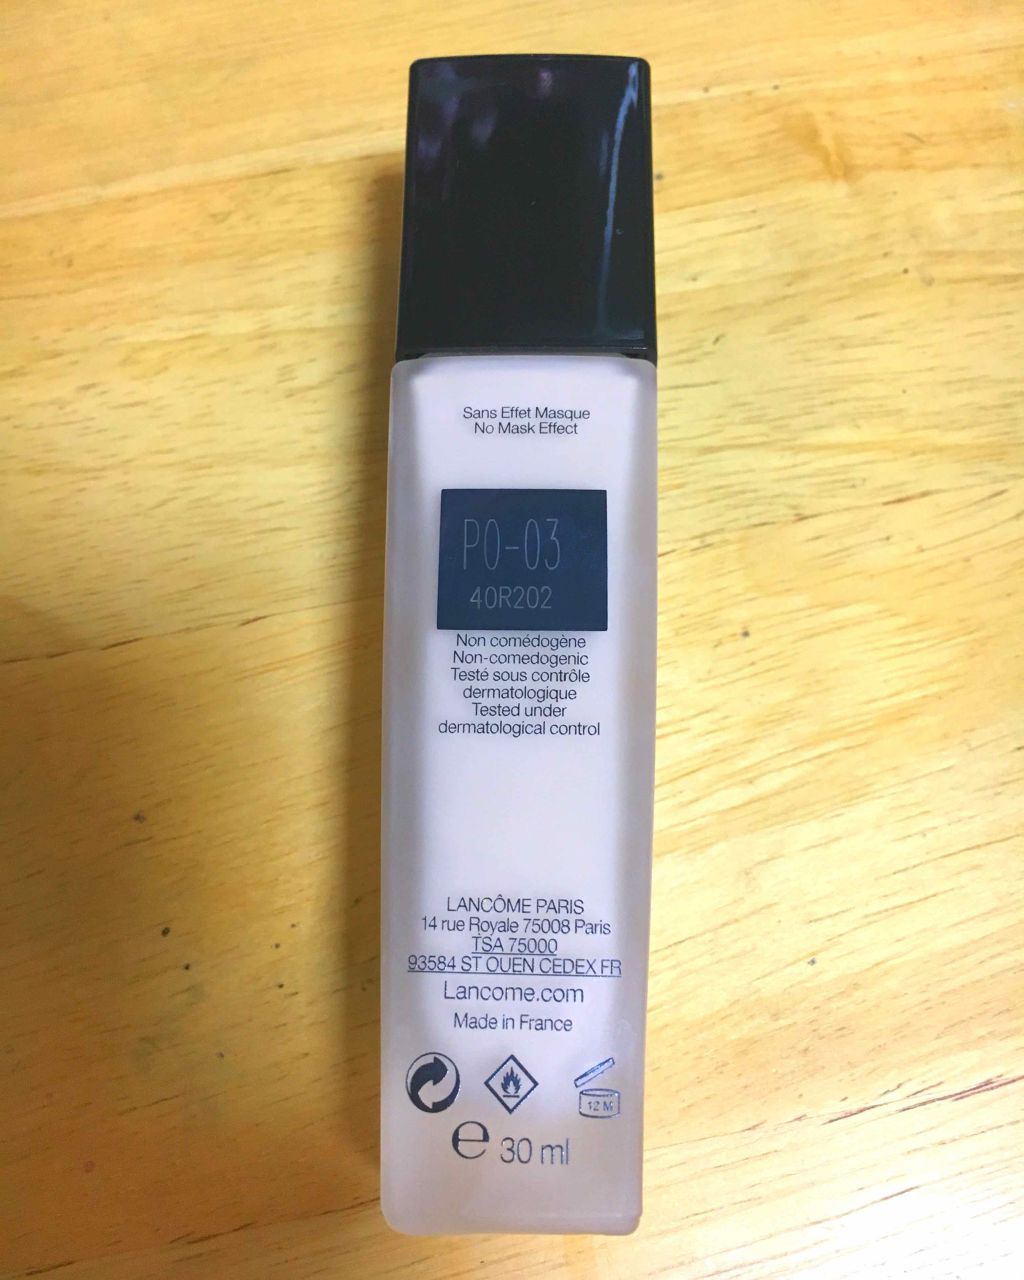 Sans Effet Masque
No Mask Effect
PO-03
40R202
Non comédogène
Non-comedogenic
Testé sous contrôle
dermatologique
Tested under
dermatological control
LANCÔME PARIS
14 rue Royale 75008 Paris
TSA 75000
93584 ST OUEN CEDEX FR
Lancome.com
Made in France
12 M
e 30 ml